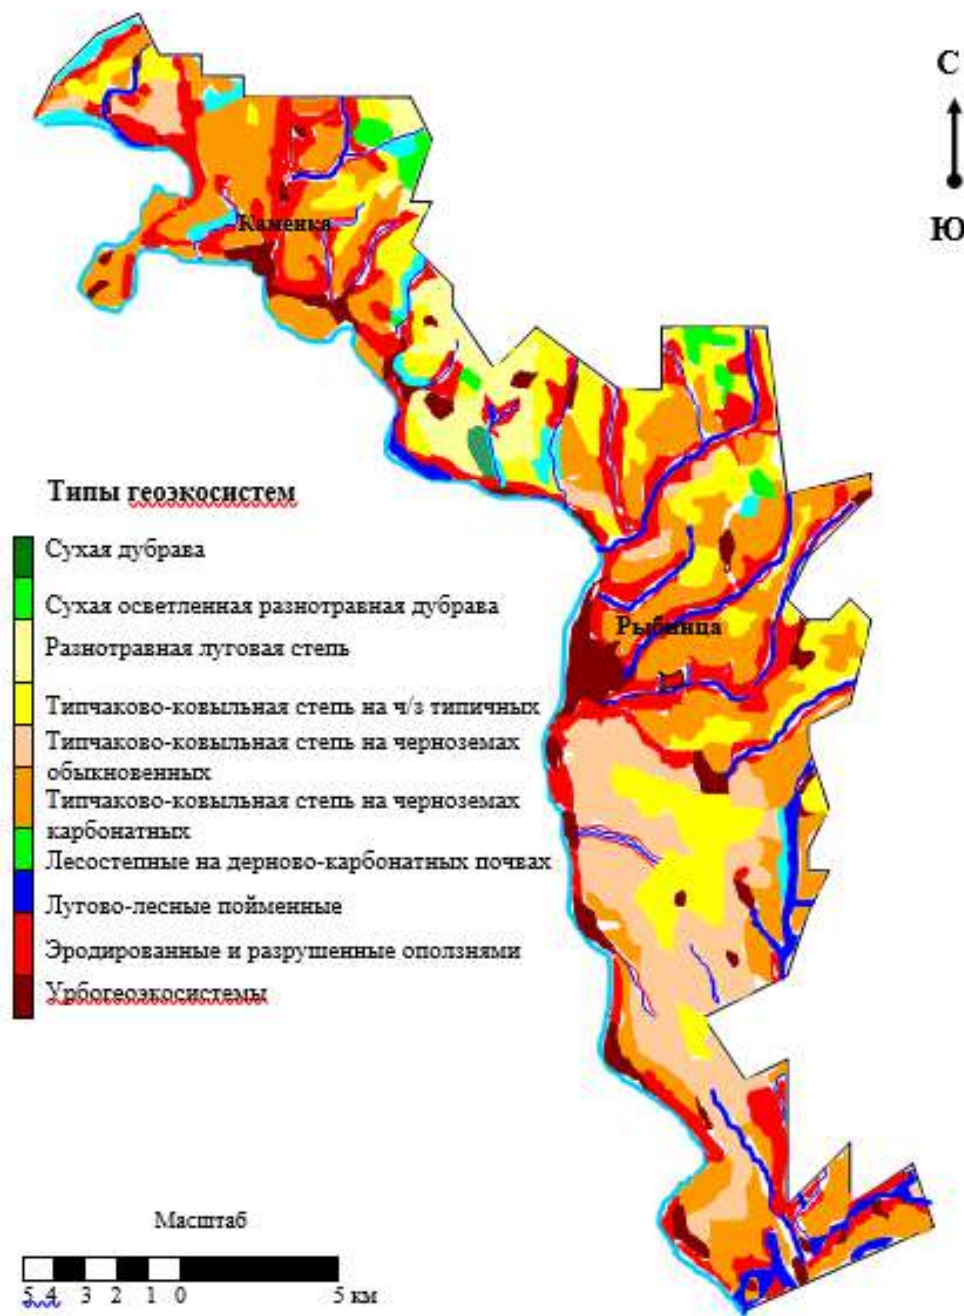 С
Ю
Каменка
Рыбница
Типы геоэкосистем
Сухая дубрава
Сухая осветленная разнотравная дубрава
Разнотравная луговая степь
Типчаково-ковыльная степь на ч/з типичных
Типчаково-ковыльная степь на черноземах
обыкновенных
Типчаково-ковыльная степь на черноземах
карбонатных
Лесостепные на дерново-карбонатных почвах
Лугово-лесные пойменные
Эродированные и разрушенные оползнями
Урбогеоэкосистемы
Масштаб
5 4 3 2 1 0 5 км